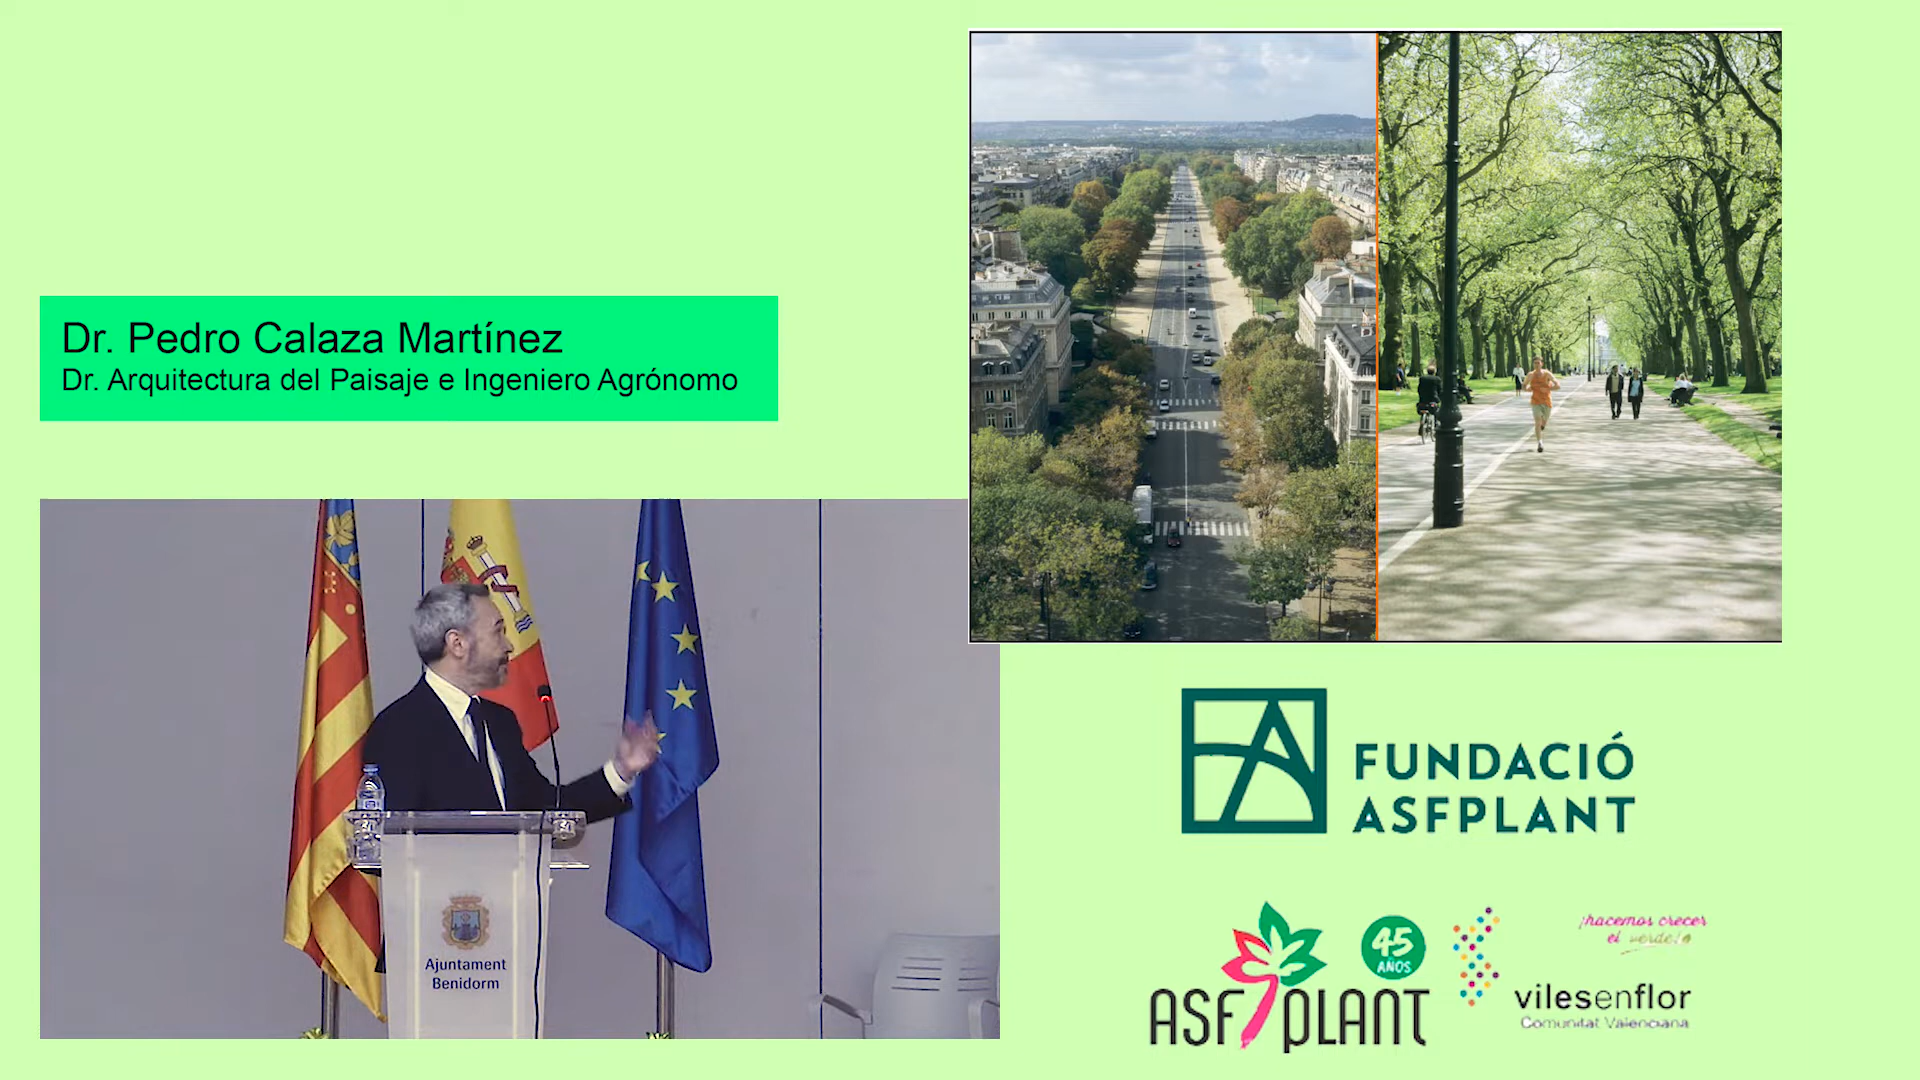 Dr. Pedro Calaza Martínez
Dr. Arquitectura del Paisaje e Ingeniero Agrónomo
Ajuntament
Benidorm
FUNDACIÓ
ASFPLANT
ASFPLANT
45
AÑOS
¡hacemos crecer
el verde!
vilesenflor
Comunitat Valenciana